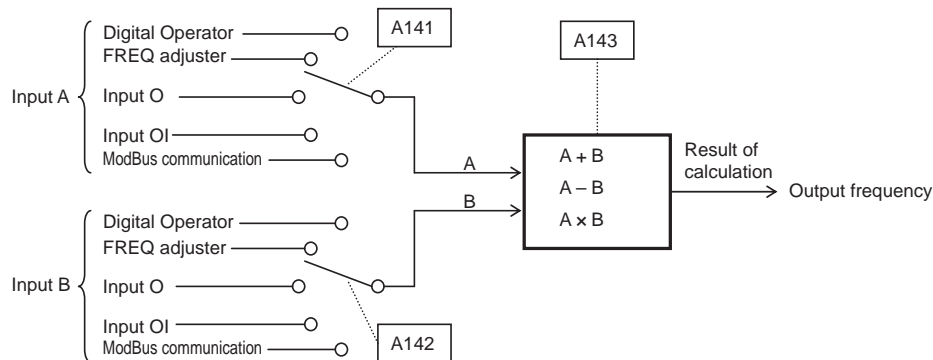 Digital Operator
FREQ adjuster
Input A
Input O
Input OI
ModBus communication
A141
A143
A
B
A + B
A – B
A × B
Result of
calculation
Output frequency
Digital Operator
FREQ adjuster
Input B
Input O
Input OI
ModBus communication
A142